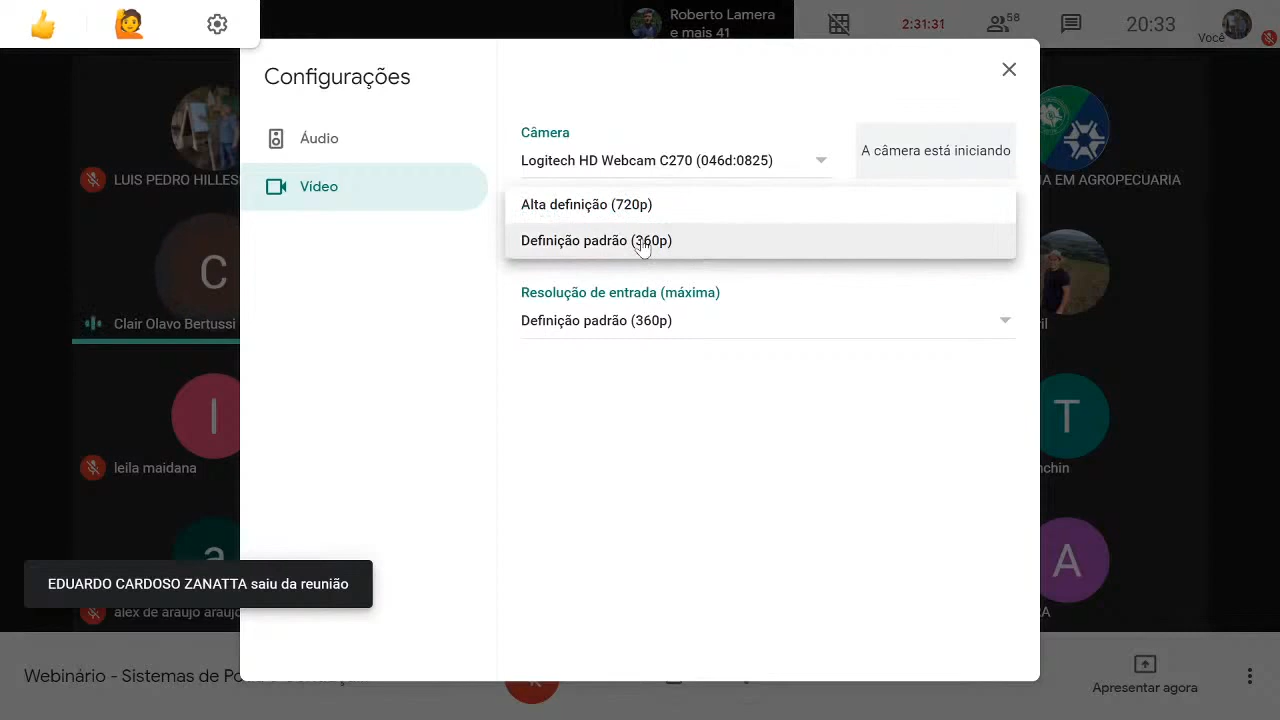 Roberto Lamera
e mais 41
2:31:31
58
20:33
Você
Configurações
Áudio
Vídeo
Câmera
Logitech HD Webcam C270 (046d:0825)
A câmera está iniciando
Alta definição (720p)
Definição padrão (360p)
Resolução de entrada (máxima)
Definição padrão (360p)
LUIS PEDRO HILLES
A EM AGROPECUARIA
C
Clair Olavo Bertussi
il
I
leila maidana
T
nchin
a
EDUARDO CARDOSO ZANATTA saiu da reunião
alex de araujo araujo
A
RA
Webinário - Sistemas de
Apresentar agora